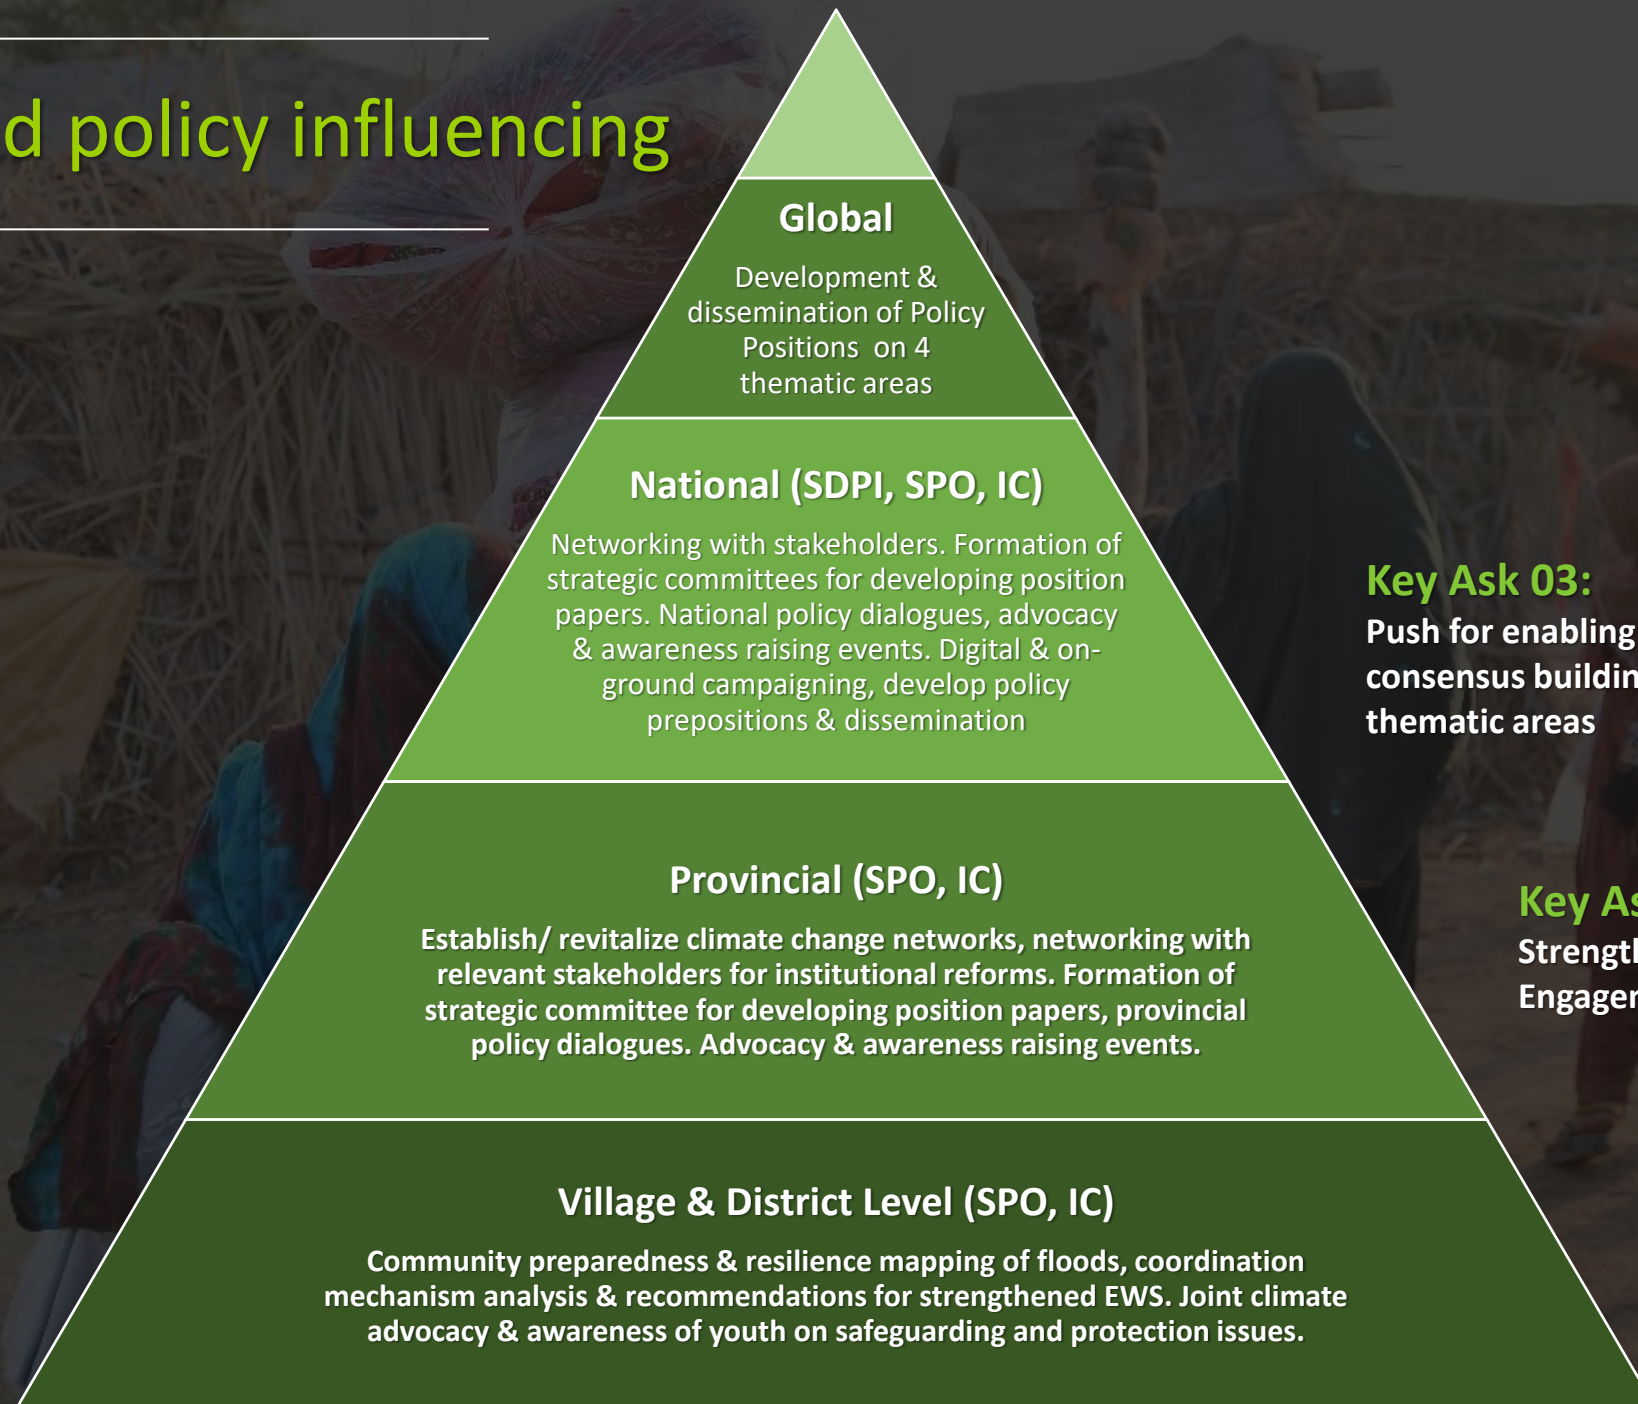 d policy influencing
Global
Development &
dissemination of Policy
Positions on 4
thematic areas
National (SDPI, SPO, IC)
Networking with stakeholders. Formation of
strategic committees for developing position
papers. National policy dialogues, advocacy
& awareness raising events. Digital & on-
ground campaigning, develop policy
prepositions & dissemination
Key Ask 03:
Push for enabling
consensus buildin
thematic areas
Provincial (SPO, IC)
Establish/ revitalize climate change networks, networking with
relevant stakeholders for institutional reforms. Formation of
strategic committee for developing position papers, provincial
policy dialogues. Advocacy & awareness raising events.
Key As
Strength
Engage
Village & District Level (SPO, IC)
Community preparedness & resilience mapping of floods, coordination
mechanism analysis & recommendations for strengthened EWS. Joint climate
advocacy & awareness of youth on safeguarding and protection issues.